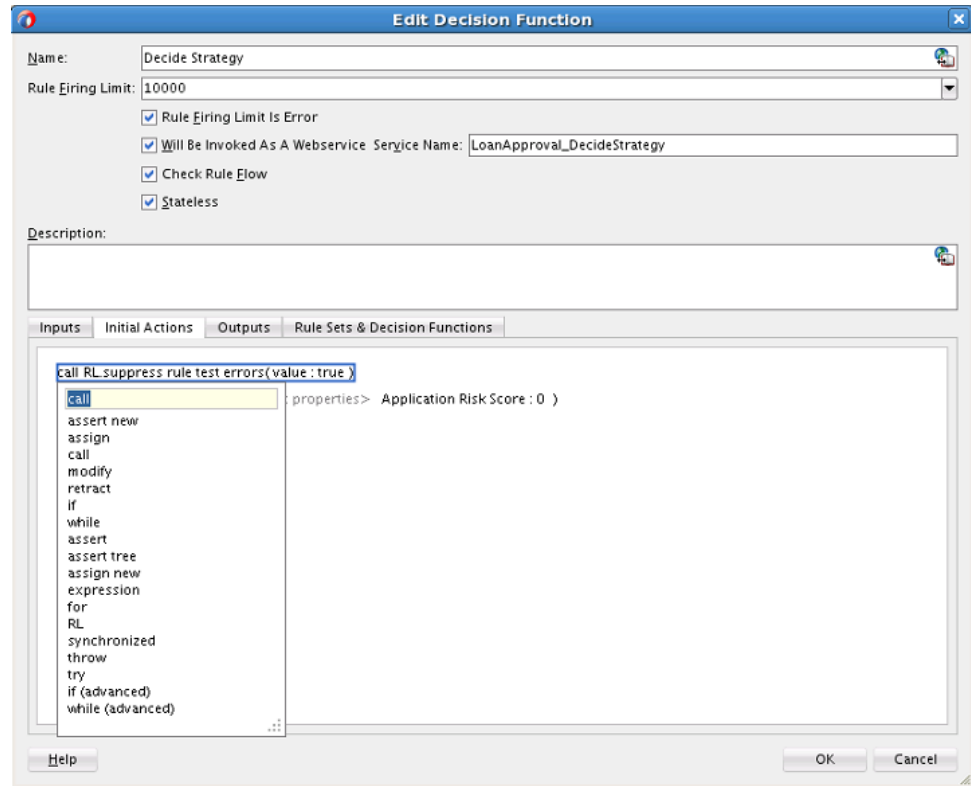 Edit Decision Function
Name: Decide Strategy
Rule Firing Limit: 10000
Rule Firing Limit Is Error
Will Be Invoked As A Webservice Service Name: LoanApproval_DecideStrategy
Check Rule Flow
Stateless
Description:
Inputs Initial Actions Outputs Rule Sets & Decision Functions
call RL.suppress rule test errors( value : true )
call
properties> Application Risk Score : 0 )
assert new
assign
call
modify
retract
if
while
assert
assert tree
assign new
expression
for
RL
synchronized
throw
try
if (advanced)
while (advanced)
Help OK Cancel